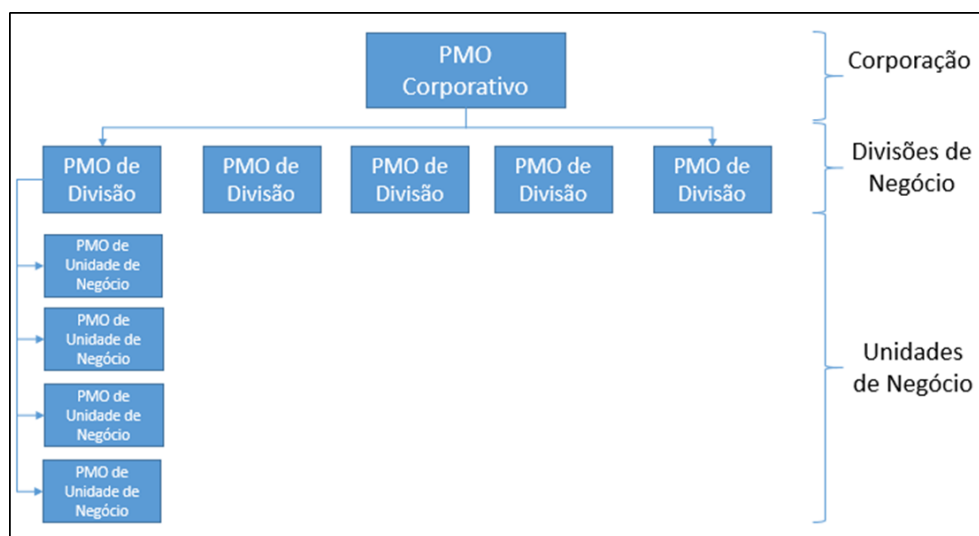 PMO
Corporativo
Corporação
PMO de
Divisão
PMO de
Divisão
PMO de
Divisão
PMO de
Divisão
PMO de
Divisão
Divisões de
Negócio
PMO de
Unidade de
Negócio
PMO de
Unidade de
Negócio
PMO de
Unidade de
Negócio
PMO de
Unidade de
Negócio
Unidades
de Negócio